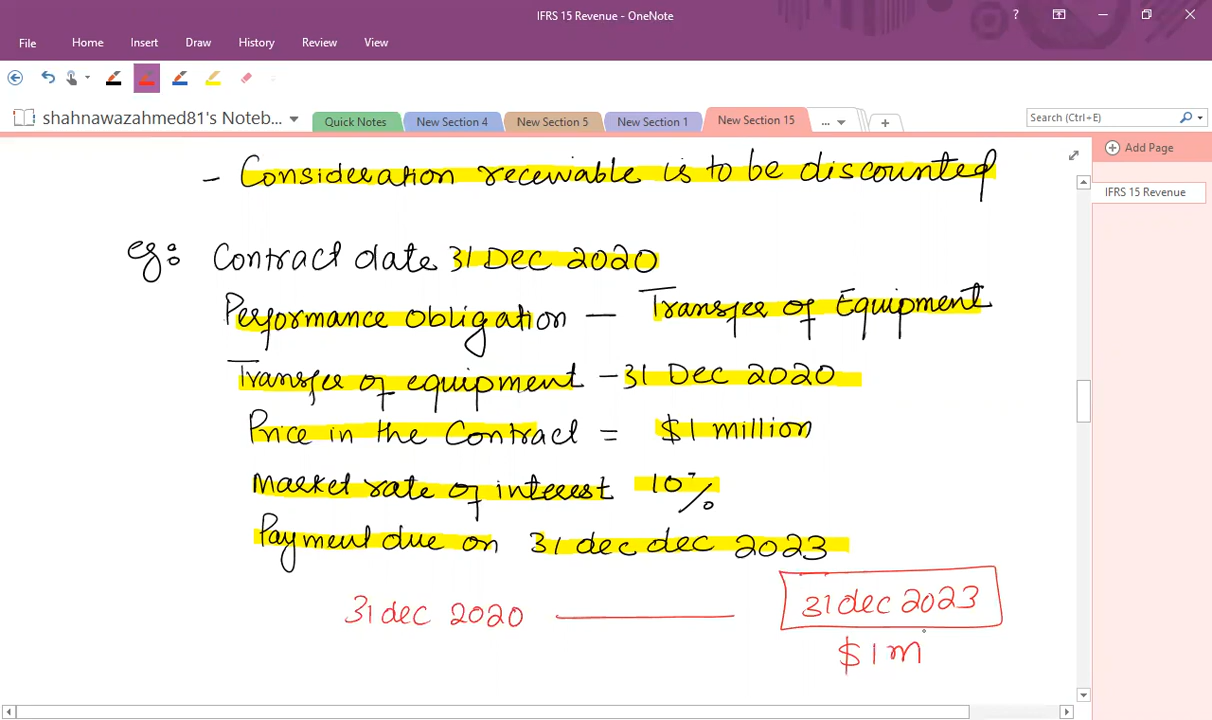 IFRS 15 Revenue - OneNote
?
File Home Insert Draw History Review View
shahnawazahmed81's Noteb... Quick Notes New Section 4 New Section 5 New Section 1 New Section 15 ... + Search (Ctrl+E)
Add Page
IFRS 15 Revenue
- Consideration receivable is to be discounted
eg: Contract date 31 Dec 2020
Performance Obligation — Transfer of Equipment
Transfer of equipment - 31 Dec 2020
Price in the Contract = $1 million
Market rate of interest 10%
Payment due on 31 dec dec 2023
31 dec 2020 31 dec 2023
$1m